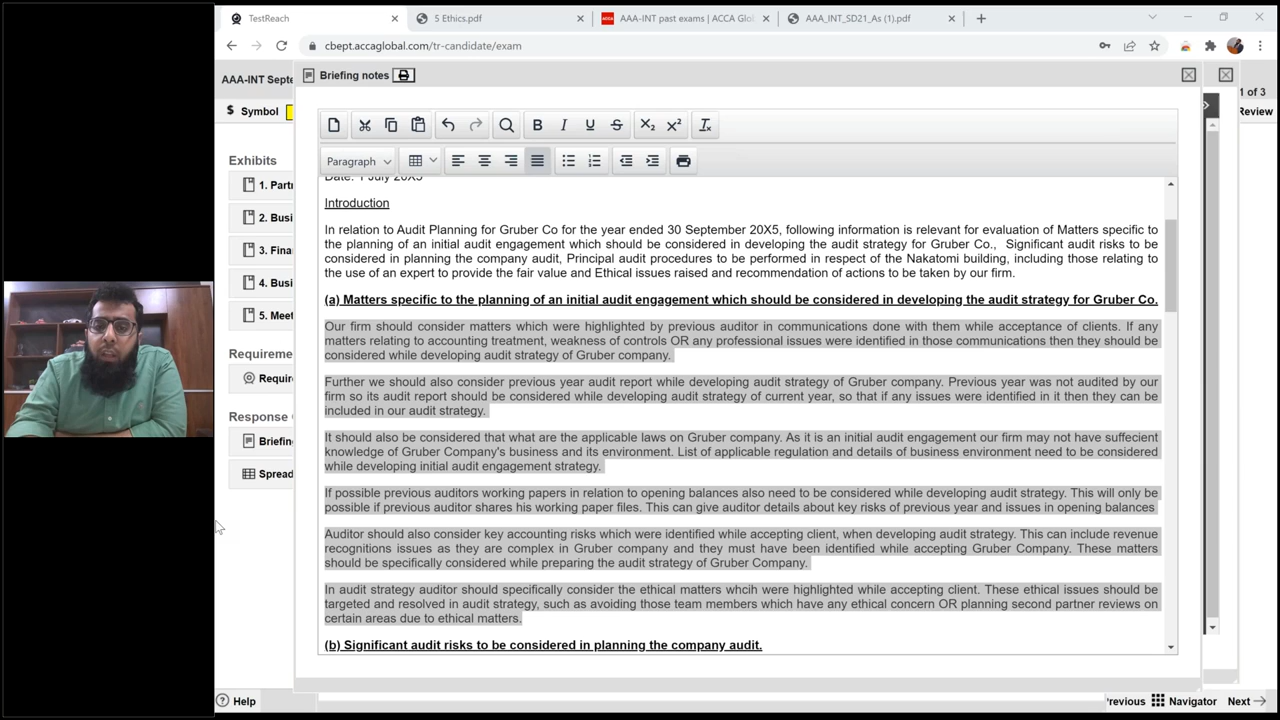 TestReach
5 Ethics.pdf
AAA-INT past exams | ACCA Glo
AAA_INT_SD21_As (1).pdf
cbept.accaglobal.com/tr-candidate/exam
AAA-INT Septe
Briefing notes
1 of 3
$ Symbol
Review
Exhibits
1. Partn
2. Busi
3. Fina
4. Busi
5. Meet
Requireme
Requir
Response
Briefin
Spread
Paragraph
Date: 1 July 20X5
Introduction
In relation to Audit Planning for Gruber Co for the year ended 30 September 20X5, following information is relevant for evaluation of Matters specific to
the planning of an initial audit engagement which should be considered in developing the audit strategy for Gruber Co., Significant audit risks to be
considered in planning the company audit, Principal audit procedures to be performed in respect of the Nakatomi building, including those relating to
the use of an expert to provide the fair value and Ethical issues raised and recommendation of actions to be taken by our firm.
(a) Matters specific to the planning of an initial audit engagement which should be considered in developing the audit strategy for Gruber Co.
Our firm should consider matters which were highlighted by previous auditor in communications done with them while acceptance of clients. If any
matters relating to accounting treatment, weakness of controls OR any professional issues were identified in those communications then they should be
considered while developing audit strategy of Gruber company.
Further we should also consider previous year audit report while developing audit strategy of Gruber company. Previous year was not audited by our
firm so its audit report should be considered while developing audit strategy of current year, so that if any issues were identified in it then they can be
included in our audit strategy.
It should also be considered that what are the applicable laws on Gruber company. As it is an initial audit engagement our firm may not have suffecient
knowledge of Gruber Company's business and its environment. List of applicable regulation and details of business environment need to be considered
while developing initial audit engagement strategy.
If possible previous auditors working papers in relation to opening balances also need to be considered while developing audit strategy. This will only be
possible if previous auditor shares his working paper files. This can give auditor details about key risks of previous year and issues in opening balances
Auditor should also consider key accounting risks which were identified while accepting client, when developing audit strategy. This can include revenue
recognitions issues as they are complex in Gruber company and they must have been identified while accepting Gruber Company. These matters
should be specifically considered while preparing the audit strategy of Gruber Company.
In audit strategy auditor should specifically consider the ethical matters whcih were highlighted while accepting client. These ethical issues should be
targeted and resolved in audit strategy, such as avoiding those team members which have any ethical concern OR planning second partner reviews on
certain areas due to ethical matters.
(b) Significant audit risks to be considered in planning the company audit.
Help
revious
Navigator
Next